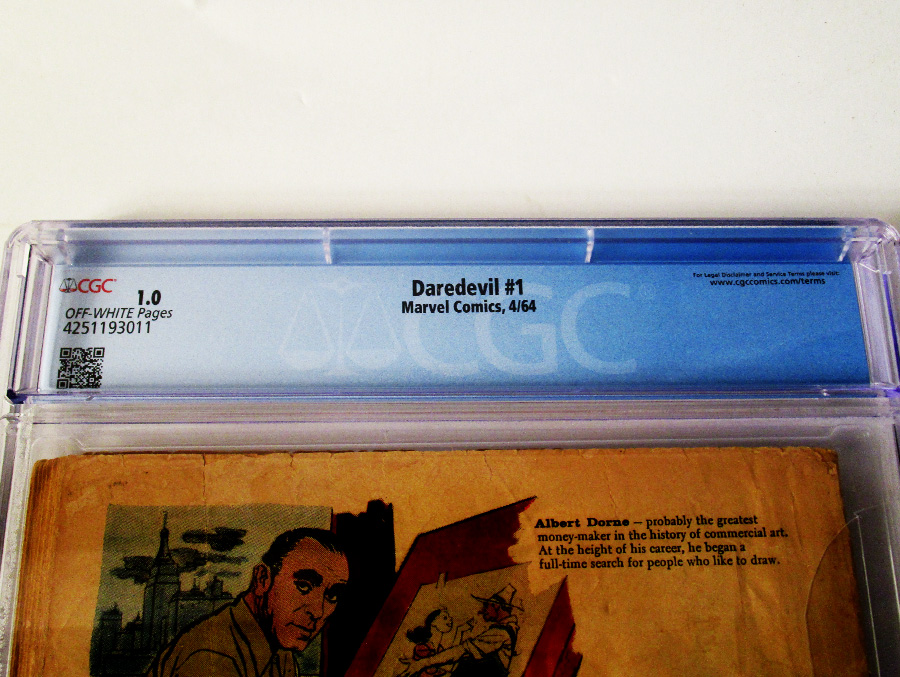 CGC
1.0
OFF-WHITE Pages
4251193011
Daredevil #1
Marvel Comics, 4/64
For Legal Disclaimer and Service Terms please visit:
www.cgccomics.com/terms
CGC
Albert Dorne — probably the greatest
money-maker in the history of commercial art.
At the height of his career, he began a
full-time search for people who like to draw.